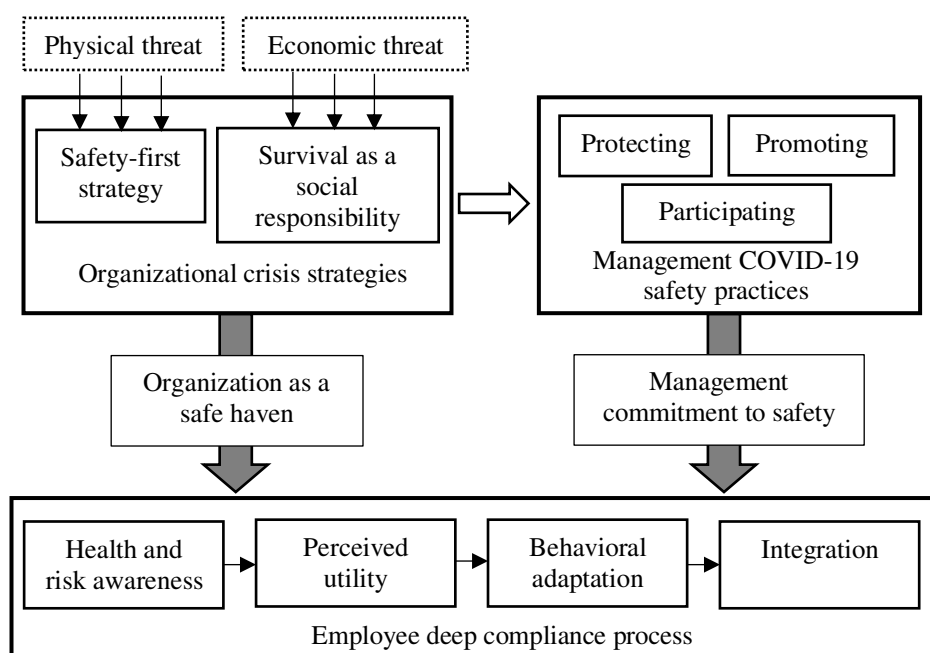 Physical threat
Economic threat
Safety-first
strategy
Survival as a
social
responsibility
Organizational crisis strategies
Protecting
Promoting
Participating
Management COVID-19
safety practices
Organization as a
safe haven
Management
commitment to safety
Health and
risk awareness
Perceived
utility
Behavioral
adaptation
Integration
Employee deep compliance process